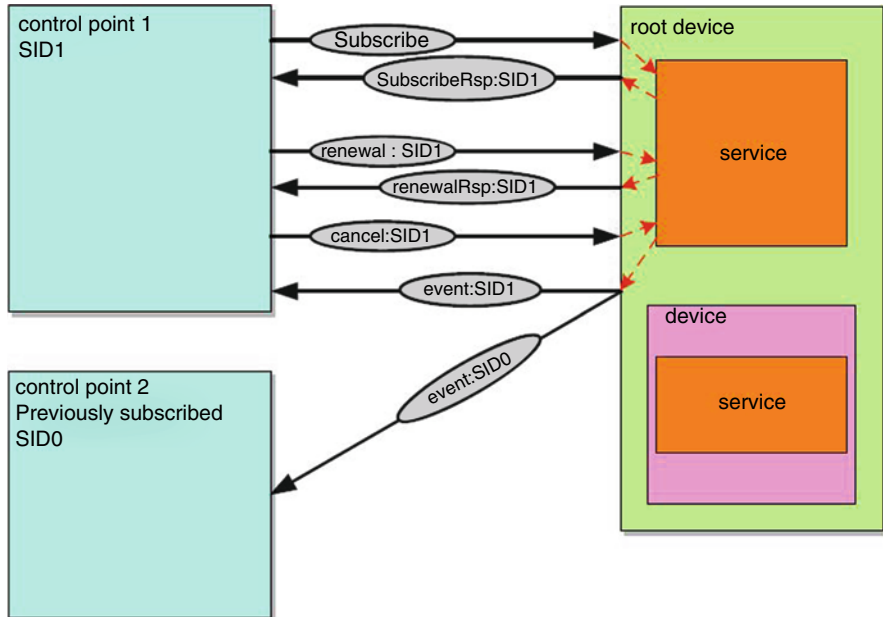 control point 1
SID1
Subscribe
SubscribeRsp:SID1
renewal : SID1
renewalRsp:SID1
cancel:SID1
event:SID1
event:SID0
root device
service
device
service
control point 2
Previously subscribed
SID0